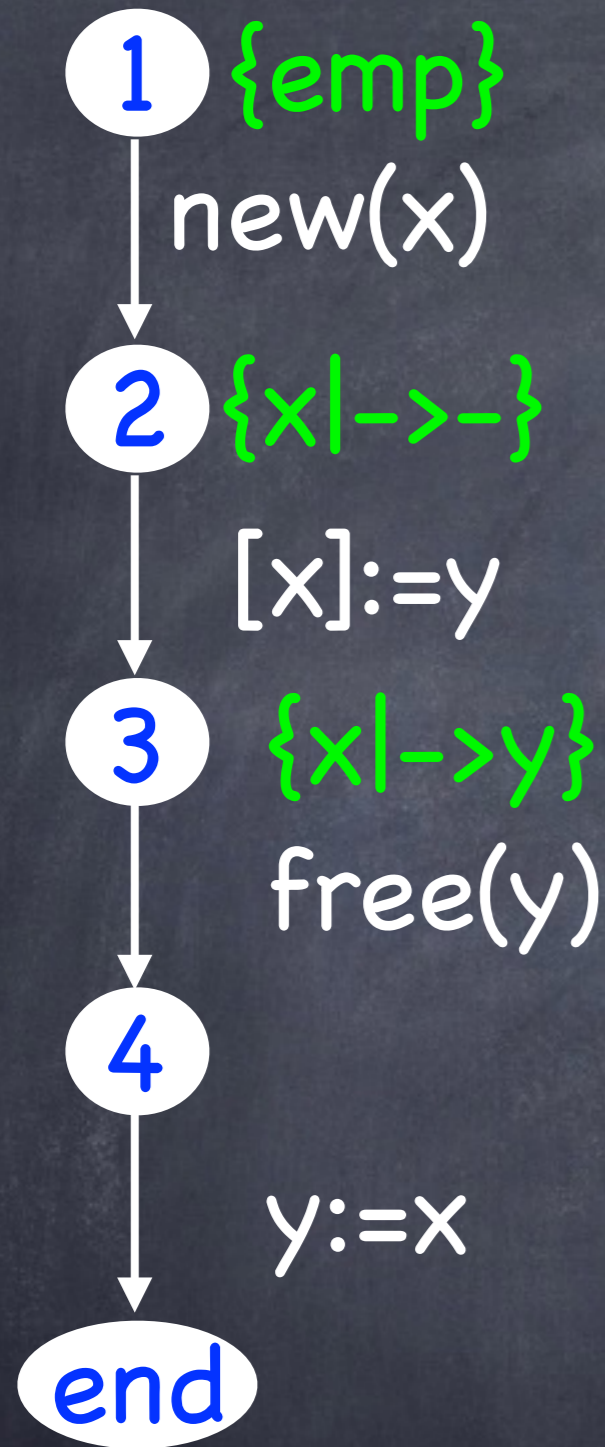 1 {emp}
new(x)
2 {x|->-}
[x]:=y
3 {x|->y}
free(y)
4
y:=x
end